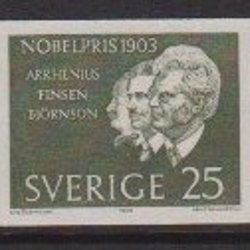 NOBELPRIS 1903
ARRHENIUS
FINSEN
BJÖRNSON
SVERIGE 25